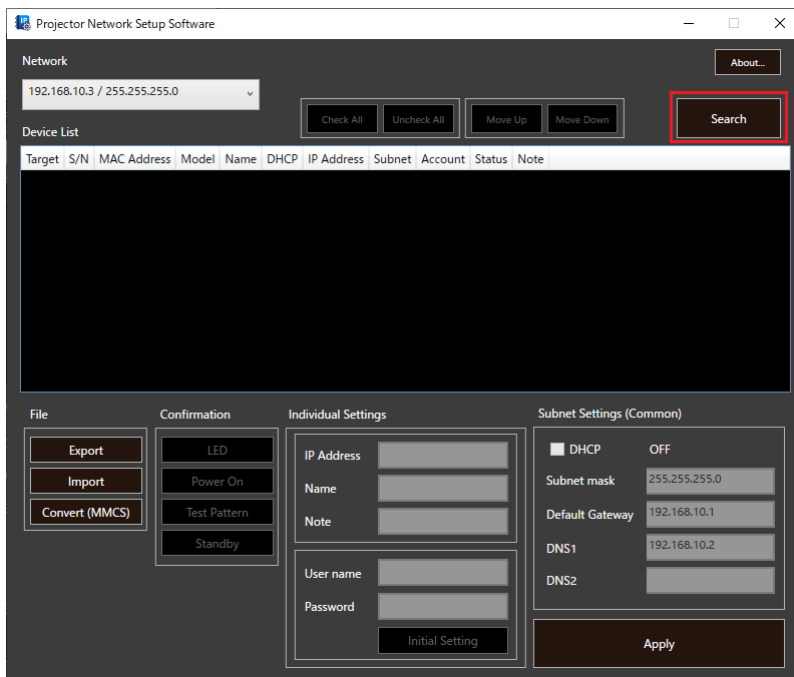 Projector Network Setup Software
Network
About...
192.168.10.3 / 255.255.255.0
Check All Uncheck All Move Up Move Down Search
Device List
Target S/N MAC Address Model Name DHCP IP Address Subnet Account Status Note
File Confirmation Individual Settings Subnet Settings (Common)
Export
Import
Convert (MMCS)
LED
Power On
Test Pattern
Standby
IP Address
Name
Note
User name
Password
Initial Setting
DHCP OFF
Subnet mask 255.255.255.0
Default Gateway 192.168.10.1
DNS1 192.168.10.2
DNS2
Apply